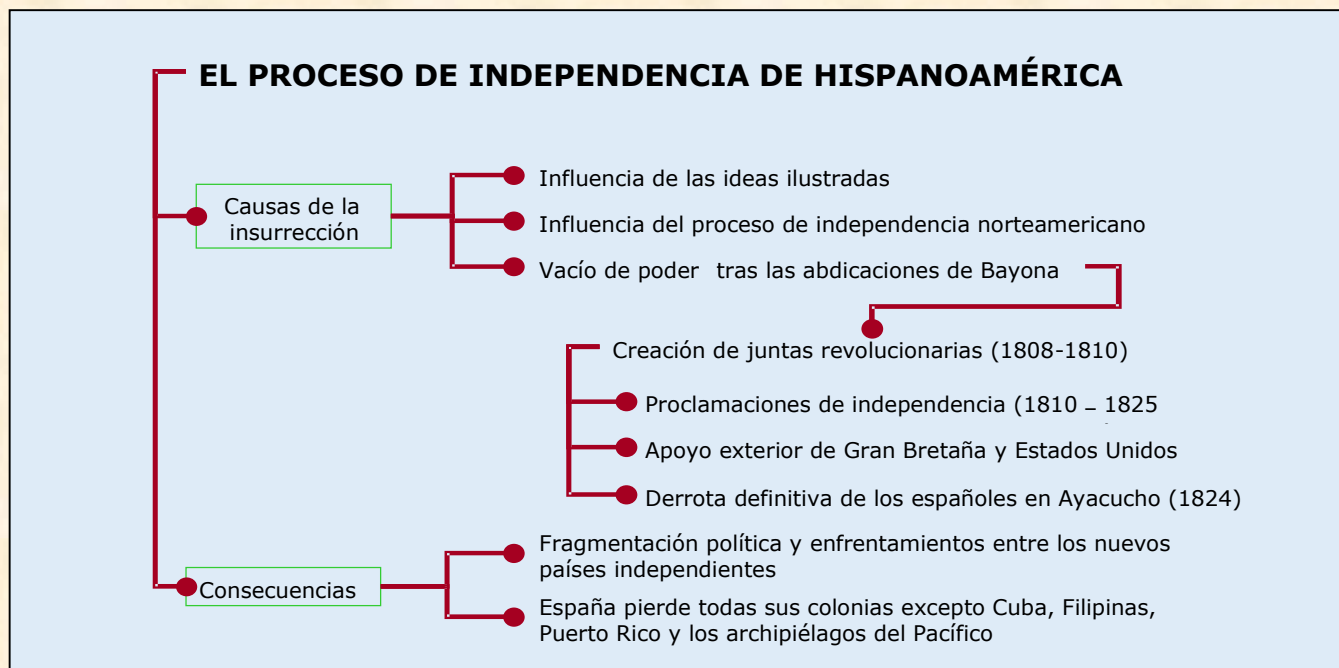 EL PROCESO DE INDEPENDENCIA DE HISPANOAMÉRICA
Causas de la
insurrección
Influencia de las ideas ilustradas
Influencia del proceso de independencia norteamericano
Vacío de poder tras las abdicaciones de Bayona
Creación de juntas revolucionarias (1808-1810)
Proclamaciones de independencia (1810 – 1825
Apoyo exterior de Gran Bretaña y Estados Unidos
Derrota definitiva de los españoles en Ayacucho (1824)
Consecuencias
Fragmentación política y enfrentamientos entre los nuevos
países independientes
España pierde todas sus colonias excepto Cuba, Filipinas,
Puerto Rico y los archipiélagos del Pacífico